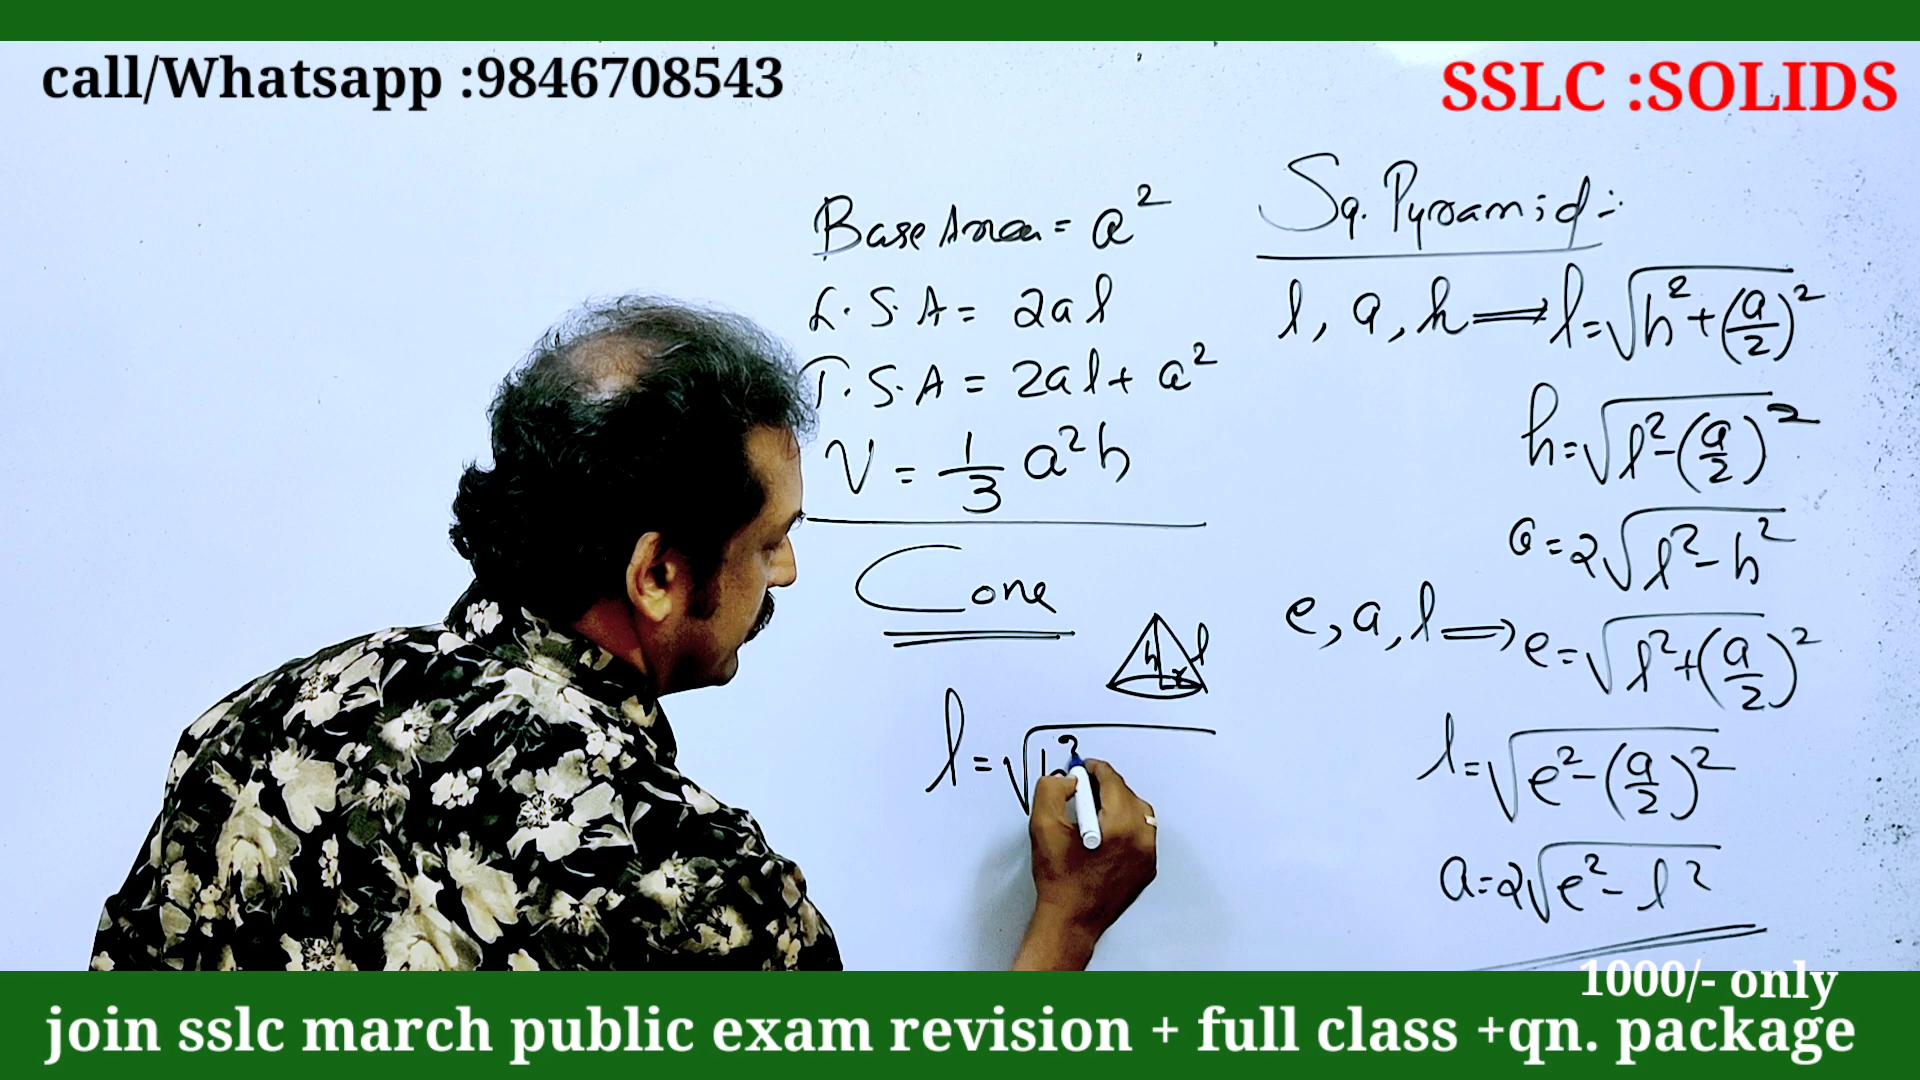 call/Whatsapp :9846708543
SSLC :SOLIDS
Base Area = a²
L.S.A = 2al
T.S.A = 2al + a²
V = 1/3 a²h
Cone
h l r
l = √h²
Sq. Pyramid :-
l, a, h ⟹ l = √h² + (a/2)²
h = √l² - (a/2)²
a = 2√l² - h²
e, a, l ⟹ e = √l² + (a/2)²
l = √e² - (a/2)²
a = 2√e² - l²
1000/- only
join sslc march public exam revision + full class +qn. package